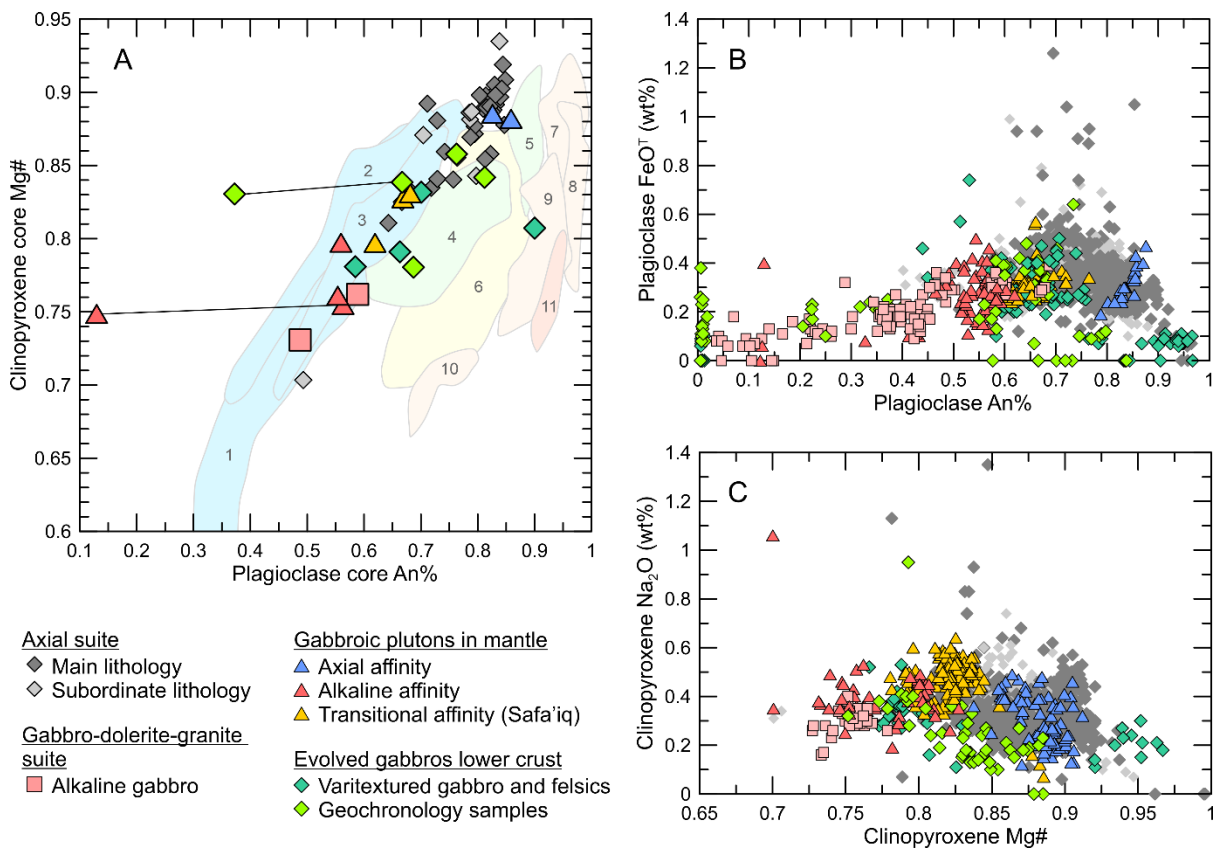 A
Clinopyroxene core Mg#
0.95
0.9
0.85
0.8
0.75
0.7
0.65
0.6
0.1 0.2 0.3 0.4 0.5 0.6 0.7 0.8 0.9 1
Plagioclase core An%
1
2
3
4
5
6
7
8
9
10
11
B
Plagioclase FeOᵀ (wt%)
1.4
1.2
1
0.8
0.6
0.4
0.2
0
0 0.1 0.2 0.3 0.4 0.5 0.6 0.7 0.8 0.9 1
Plagioclase An%
C
Clinopyroxene Na₂O (wt%)
1.4
1.2
1
0.8
0.6
0.4
0.2
0
0.65 0.7 0.75 0.8 0.85 0.9 0.95 1
Clinopyroxene Mg#
Axial suite
Main lithology
Subordinate lithology
Gabbro-dolerite-granite
suite
Alkaline gabbro
Gabbroic plutons in mantle
Axial affinity
Alkaline affinity
Transitional affinity (Safa'iq)
Evolved gabbros lower crust
Varitextured gabbro and felsics
Geochronology samples